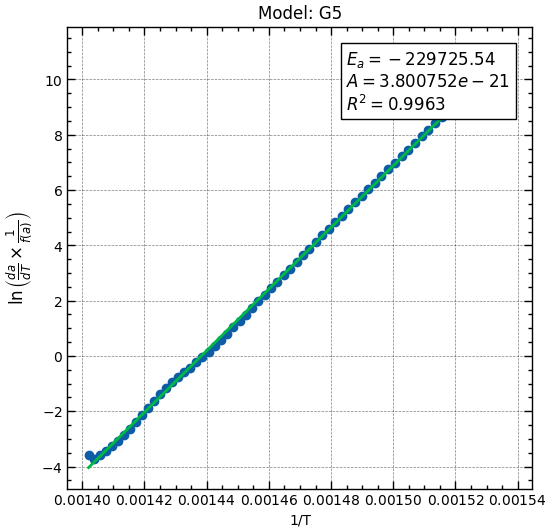 Model: G5
E_a = −229725.54
A = 3.800752e − 21
R² = 0.9963
10
8
6
4
2
0
−2
−4
ln (da/dT × 1/f(a))
0.00140 0.00142 0.00144 0.00146 0.00148 0.00150 0.00152 0.00154
1/T